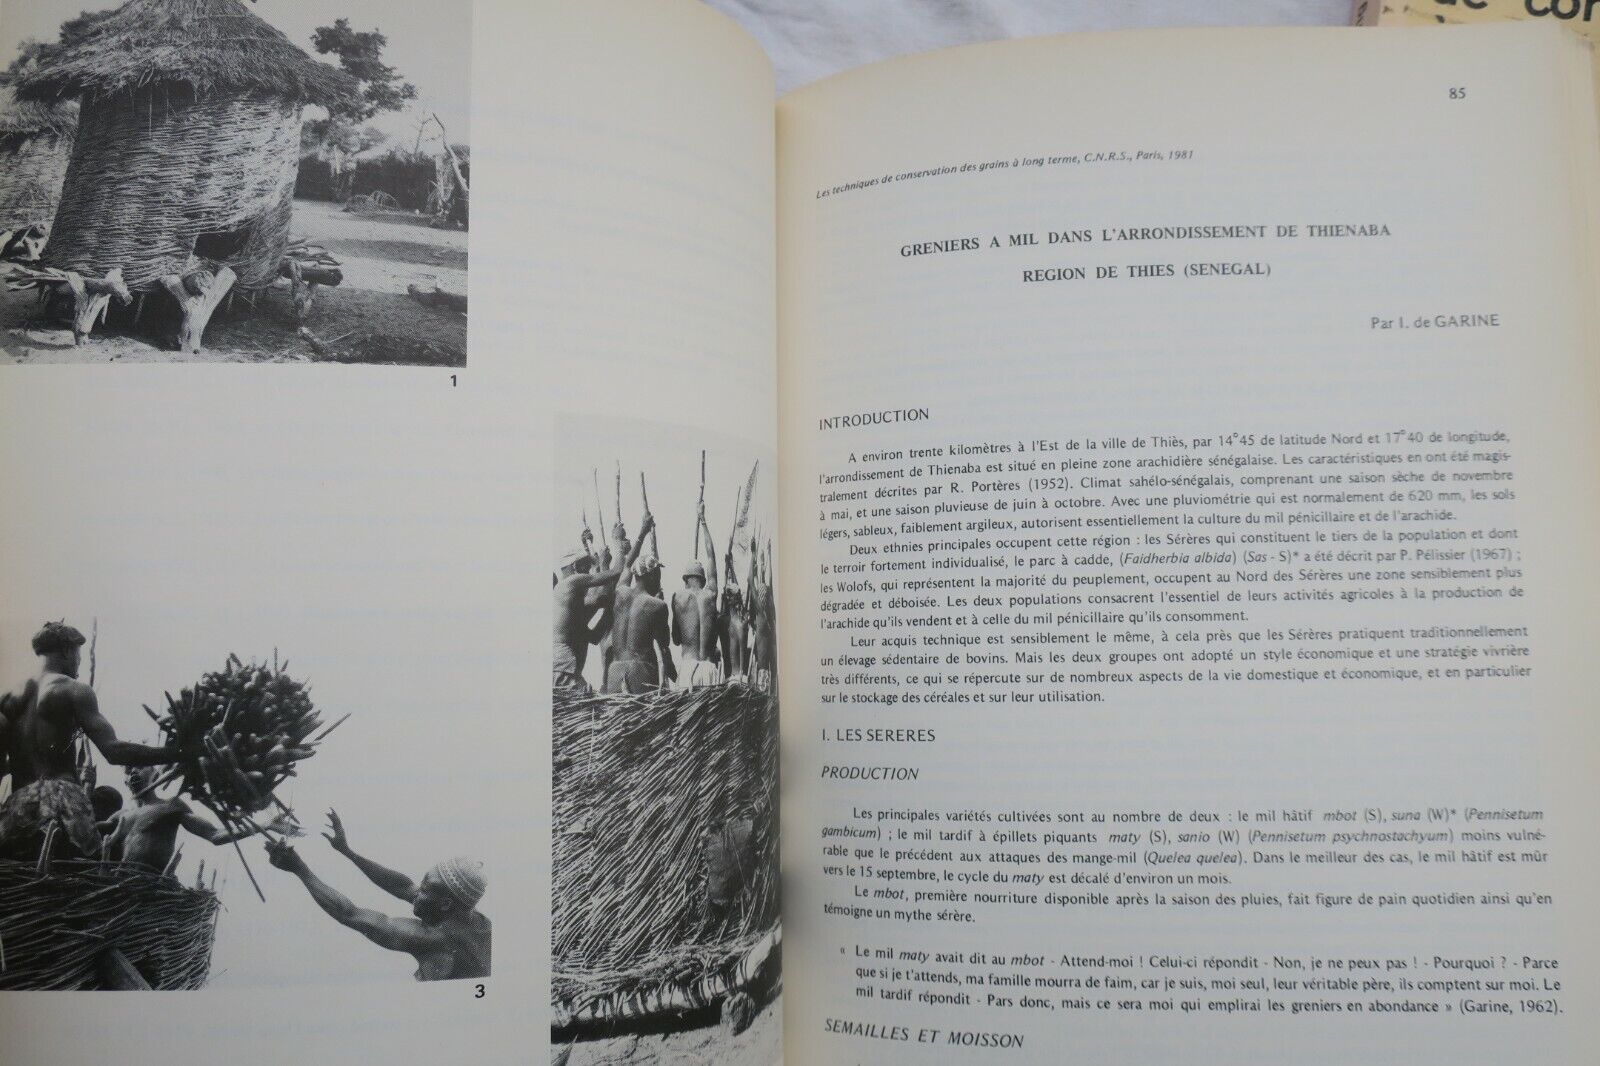 1
3
de con
85
Les techniques de conservation des grains à long terme, C.N.R.S., Paris, 1981
GRENIERS A MIL DANS L'ARRONDISSEMENT DE THIENABA
REGION DE THIES (SENEGAL)
Par I. de GARINE
INTRODUCTION
A environ trente kilomètres à l'Est de la ville de Thiès, par 14°45 de latitude Nord et 17°40 de longitude,
l'arrondissement de Thienaba est situé en pleine zone arachidière sénégalaise. Les caractéristiques en ont été magis-
tralement décrites par R. Portères (1952). Climat sahélo-sénégalais, comprenant une saison sèche de novembre
à mai, et une saison pluvieuse de juin à octobre. Avec une pluviométrie qui est normalement de 620 mm, les sols
légers, sableux, faiblement argileux, autorisent essentiellement la culture du mil pénicillaire et de l'arachide.
Deux ethnies principales occupent cette région : les Sérères qui constituent le tiers de la population et dont
le terroir fortement individualisé, le parc à cadde, (Faidherbia albida) (Sas - S)* a été décrit par P. Pélissier (1967) ;
les Wolofs, qui représentent la majorité du peuplement, occupent au Nord des Sérères une zone sensiblement plus
dégradée et déboisée. Les deux populations consacrent l'essentiel de leurs activités agricoles à la production de
l'arachide qu'ils vendent et à celle du mil pénicillaire qu'ils consomment.
Leur acquis technique est sensiblement le même, à cela près que les Sérères pratiquent traditionnellement
un élevage sédentaire de bovins. Mais les deux groupes ont adopté un style économique et une stratégie vivrière
très différents, ce qui se répercute sur de nombreux aspects de la vie domestique et économique, et en particulier
sur le stockage des céréales et sur leur utilisation.
I. LES SERERES
PRODUCTION
Les principales variétés cultivées sont au nombre de deux : le mil hâtif mbot (S), suna (W)* (Pennisetum
gambicum) ; le mil tardif à épillets piquants maty (S), sanio (W) (Pennisetum psychnostachyum) moins vulné-
rable que le précédent aux attaques des mange-mil (Quelea quelea). Dans le meilleur des cas, le mil hâtif est mûr
vers le 15 septembre, le cycle du maty est décalé d'environ un mois.
Le mbot, première nourriture disponible après la saison des pluies, fait figure de pain quotidien ainsi qu'en
témoigne un mythe sérère.
« Le mil maty avait dit au mbot - Attend-moi ! Celui-ci répondit - Non, je ne peux pas ! - Pourquoi ? - Parce
que si je t'attends, ma famille mourra de faim, car je suis, moi seul, leur véritable père, ils comptent sur moi. Le
mil tardif répondit - Pars donc, mais ce sera moi qui emplirai les greniers en abondance » (Garine, 1962).
SEMAILLES ET MOISSON